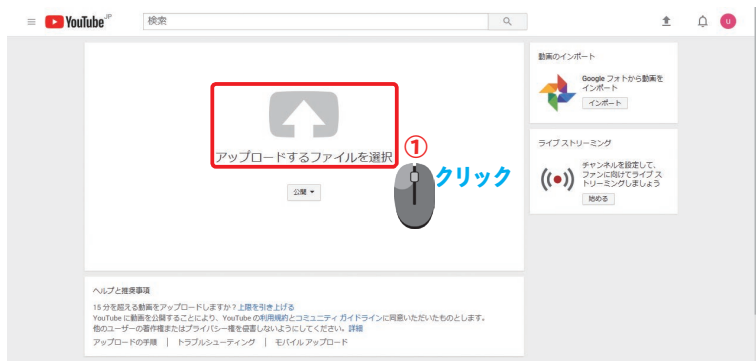 YouTube JP
検索
U
アップロードするファイルを選択
公開
①
クリック
動画のインポート
Google フォトから動画を
インポート
インポート
ライブ ストリーミング
チャンネルを設定して、
ファンに向けてライブ ス
トリーミングしましょう
始める
ヘルプと推奨事項
15 分を超える動画をアップロードしますか？上限を引き上げる
YouTube に動画を公開することにより、YouTube の利用規約とコミュニティ ガイドラインに同意いただいたものとします。
他のユーザーの著作権またはプライバシー権を侵害しないようにしてください。詳細
アップロードの手順 | トラブルシューティング | モバイル アップロード